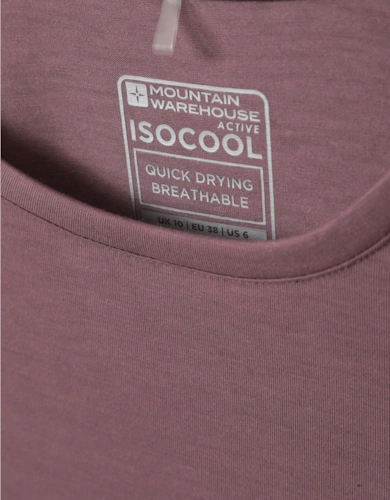 MOUNTAIN
WAREHOUSE
ACTIVE
ISOCOOL
QUICK DRYING
BREATHABLE
UK 10 | EU 38 | US 6